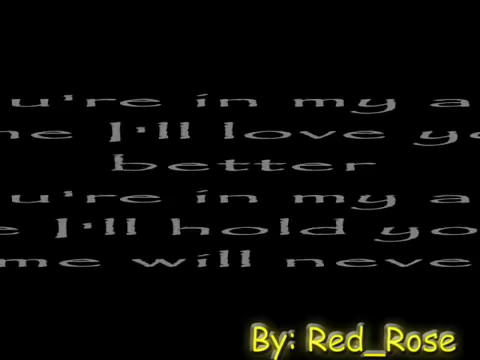 u're in my a
ne I'll love yo
better
u're in my a
e I'll hold yo
me will neve
By: Red_Rose